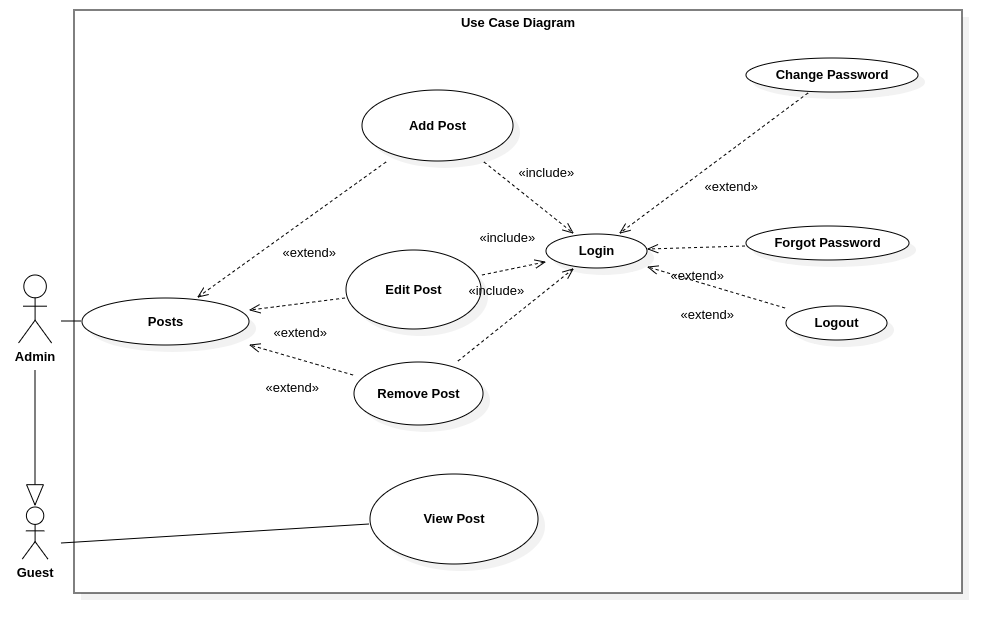 Use Case Diagram
Change Password
Add Post
«include»
«extend»
«include»
Forgot Password
Login
«extend»
«extend»
Edit Post
«include»
Posts
Logout
«extend»
«extend»
Admin
«extend»
Remove Post
View Post
Guest